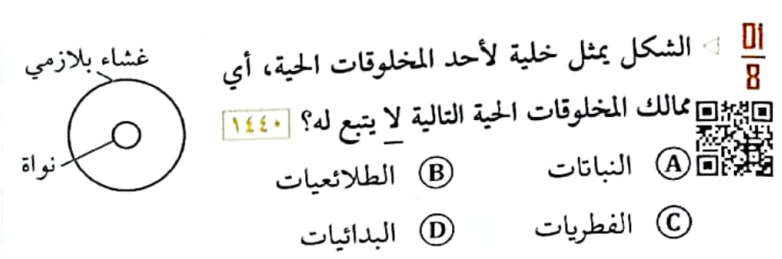 01
8
الشكل يمثل خلية لأحد المخلوقات الحية، أي
ممالك المخلوقات الحية التالية لا يتبع له؟ ١٤٤٠
A النباتات
B الطلائعيات
C الفطريات
D البدائيات
غشاء بلازمي
نواة